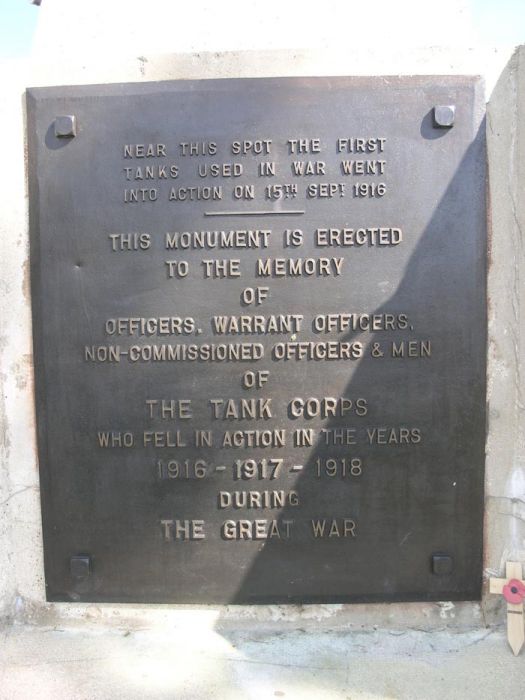 NEAR THIS SPOT THE FIRST
TANKS USED IN WAR WENT
INTO ACTION ON 15TH SEPT 1916
THIS MONUMENT IS ERECTED
TO THE MEMORY
OF
OFFICERS. WARRANT OFFICERS,
NON-COMMISSIONED OFFICERS & MEN
OF
THE TANK CORPS
WHO FELL IN ACTION IN THE YEARS
1916 - 1917 - 1918
DURING
THE GREAT WAR